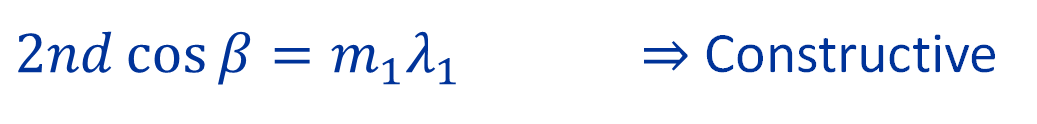 2nd cos β = m₁λ₁ ⇒ Constructive